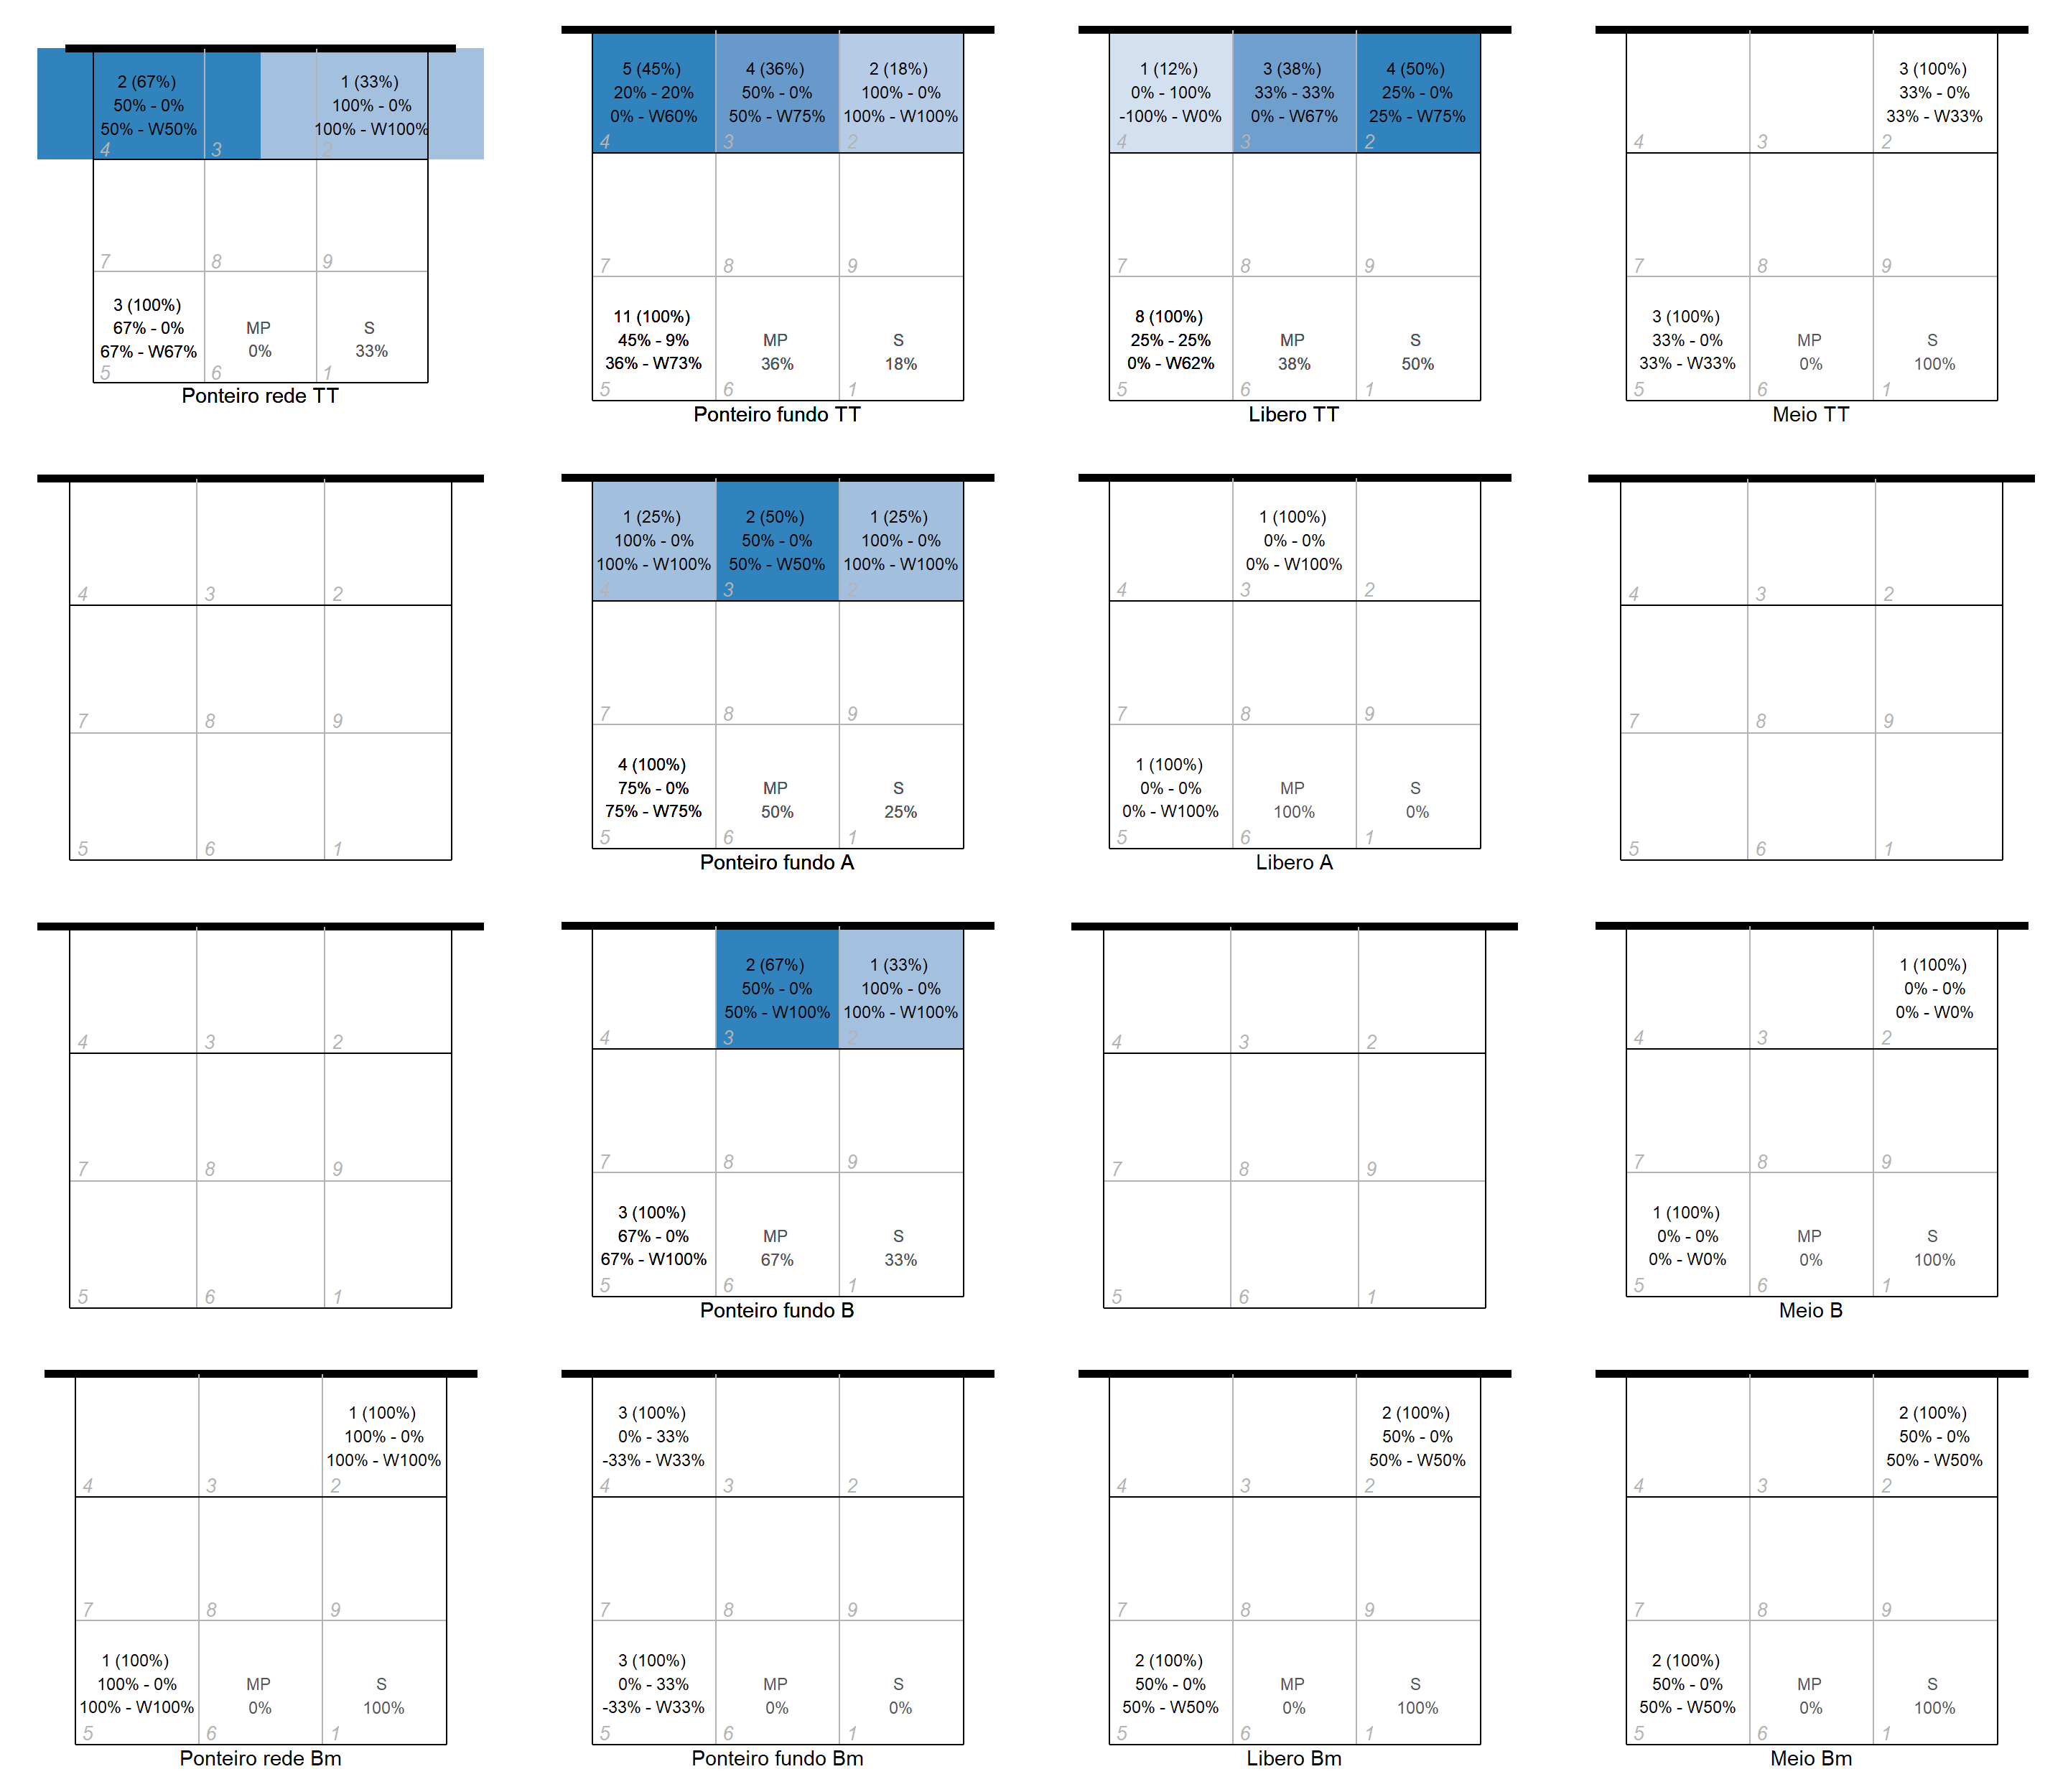 2 (67%)
50% - 0%
50% - W50%
4
3
1 (33%)
100% - 0%
100% - W100%
2
7
8
9
3 (100%)
67% - 0%
67% - W67%
5
MP
0%
6
S
33%
1
Ponteiro rede TT
5 (45%)
20% - 20%
0% - W60%
4
4 (36%)
50% - 0%
50% - W75%
3
2 (18%)
100% - 0%
100% - W100%
2
7
8
9
11 (100%)
45% - 9%
36% - W73%
5
MP
36%
6
S
18%
1
Ponteiro fundo TT
1 (12%)
0% - 100%
-100% - W0%
4
3 (38%)
33% - 33%
0% - W67%
3
4 (50%)
25% - 0%
25% - W75%
2
7
8
9
8 (100%)
25% - 25%
0% - W62%
5
MP
38%
6
S
50%
1
Libero TT
4
3
3 (100%)
33% - 0%
33% - W33%
2
7
8
9
3 (100%)
33% - 0%
33% - W33%
5
MP
0%
6
S
100%
1
Meio TT
4
3
2
7
8
9
5
6
1
1 (25%)
100% - 0%
100% - W100%
4
2 (50%)
50% - 0%
50% - W50%
3
1 (25%)
100% - 0%
100% - W100%
2
7
8
9
4 (100%)
75% - 0%
75% - W75%
5
MP
50%
6
S
25%
1
Ponteiro fundo A
4
1 (100%)
0% - 0%
0% - W100%
3
2
7
8
9
1 (100%)
0% - 0%
0% - W100%
5
MP
100%
6
S
0%
1
Libero A
4
3
2
7
8
9
5
6
1
4
3
2
7
8
9
5
6
1
4
2 (67%)
50% - 0%
50% - W100%
3
1 (33%)
100% - 0%
100% - W100%
2
7
8
9
3 (100%)
67% - 0%
67% - W100%
5
MP
67%
6
S
33%
1
Ponteiro fundo B
4
3
2
7
8
9
5
6
1
4
3
1 (100%)
0% - 0%
0% - W0%
2
7
8
9
1 (100%)
0% - 0%
0% - W0%
5
MP
0%
6
S
100%
1
Meio B
4
3
1 (100%)
100% - 0%
100% - W100%
2
7
8
9
1 (100%)
100% - 0%
100% - W100%
5
MP
0%
6
S
100%
1
Ponteiro rede Bm
3 (100%)
0% - 33%
-33% - W33%
4
3
2
7
8
9
3 (100%)
0% - 33%
-33% - W33%
5
MP
0%
6
S
0%
1
Ponteiro fundo Bm
4
3
2 (100%)
50% - 0%
50% - W50%
2
7
8
9
2 (100%)
50% - 0%
50% - W50%
5
MP
0%
6
S
100%
1
Libero Bm
4
3
2 (100%)
50% - 0%
50% - W50%
2
7
8
9
2 (100%)
50% - 0%
50% - W50%
5
MP
0%
6
S
100%
1
Meio Bm